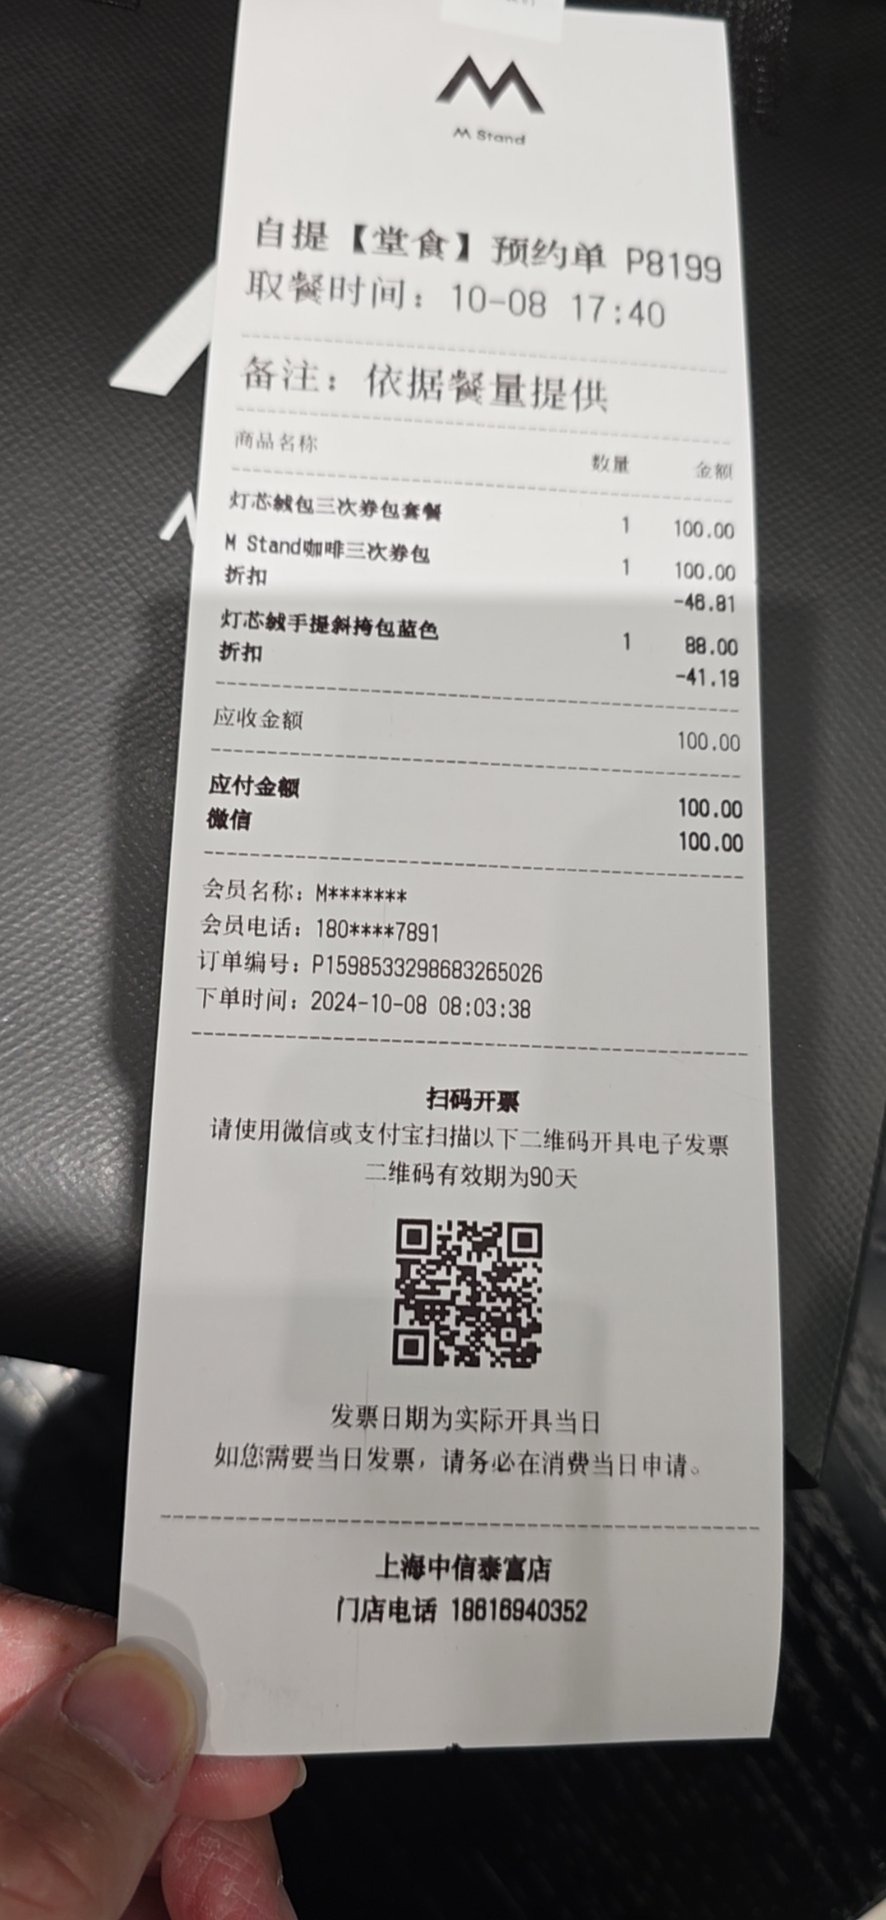 M Stand
自提【堂食】预约单 P8199
取餐时间：10-08 17:40
备注：依据餐量提供
商品名称 数量 金额
灯芯绒包三次券包套餐 1 100.00
M Stand咖啡三次券包 1 100.00
折扣 -46.81
灯芯绒手提斜挎包蓝色 1 88.00
折扣 -41.19
应收金额 100.00
应付金额 100.00
微信 100.00
会员名称：M*******
会员电话：180****7891
订单编号：P1598533298683265026
下单时间：2024-10-08 08:03:38
扫码开票
请使用微信或支付宝扫描以下二维码开具电子发票
二维码有效期为90天
发票日期为实际开具当日
如您需要当日发票，请务必在消费当日申请。
上海中信泰富店
门店电话 18616940352